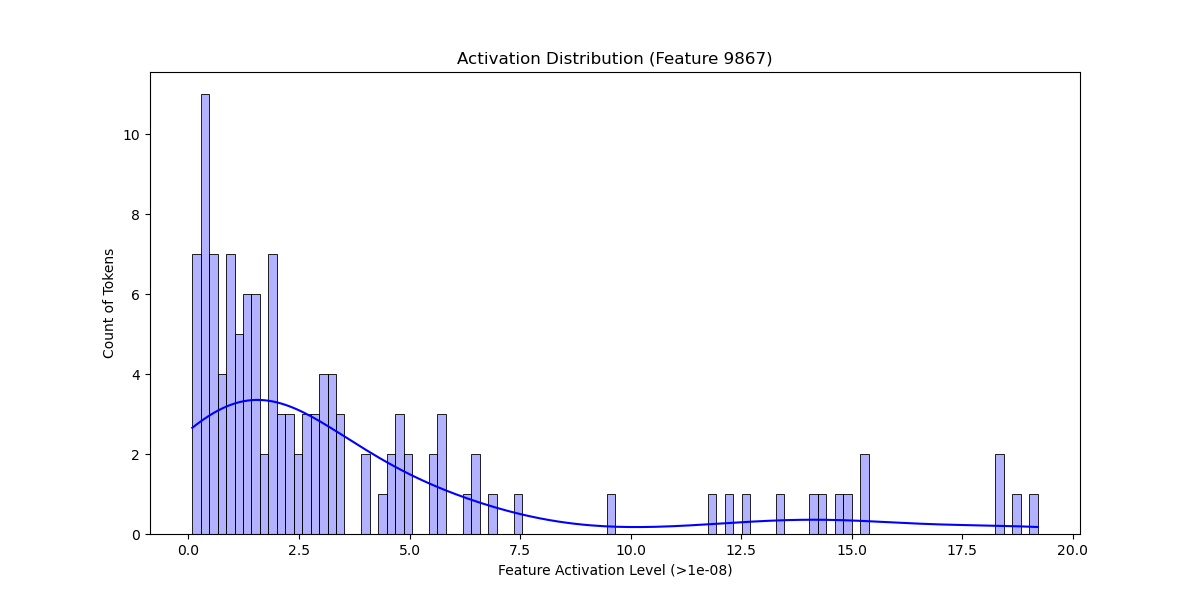 Activation Distribution (Feature 9867)
Count of Tokens
10
8
6
4
2
0
0.0 2.5 5.0 7.5 10.0 12.5 15.0 17.5 20.0
Feature Activation Level (>1e-08)